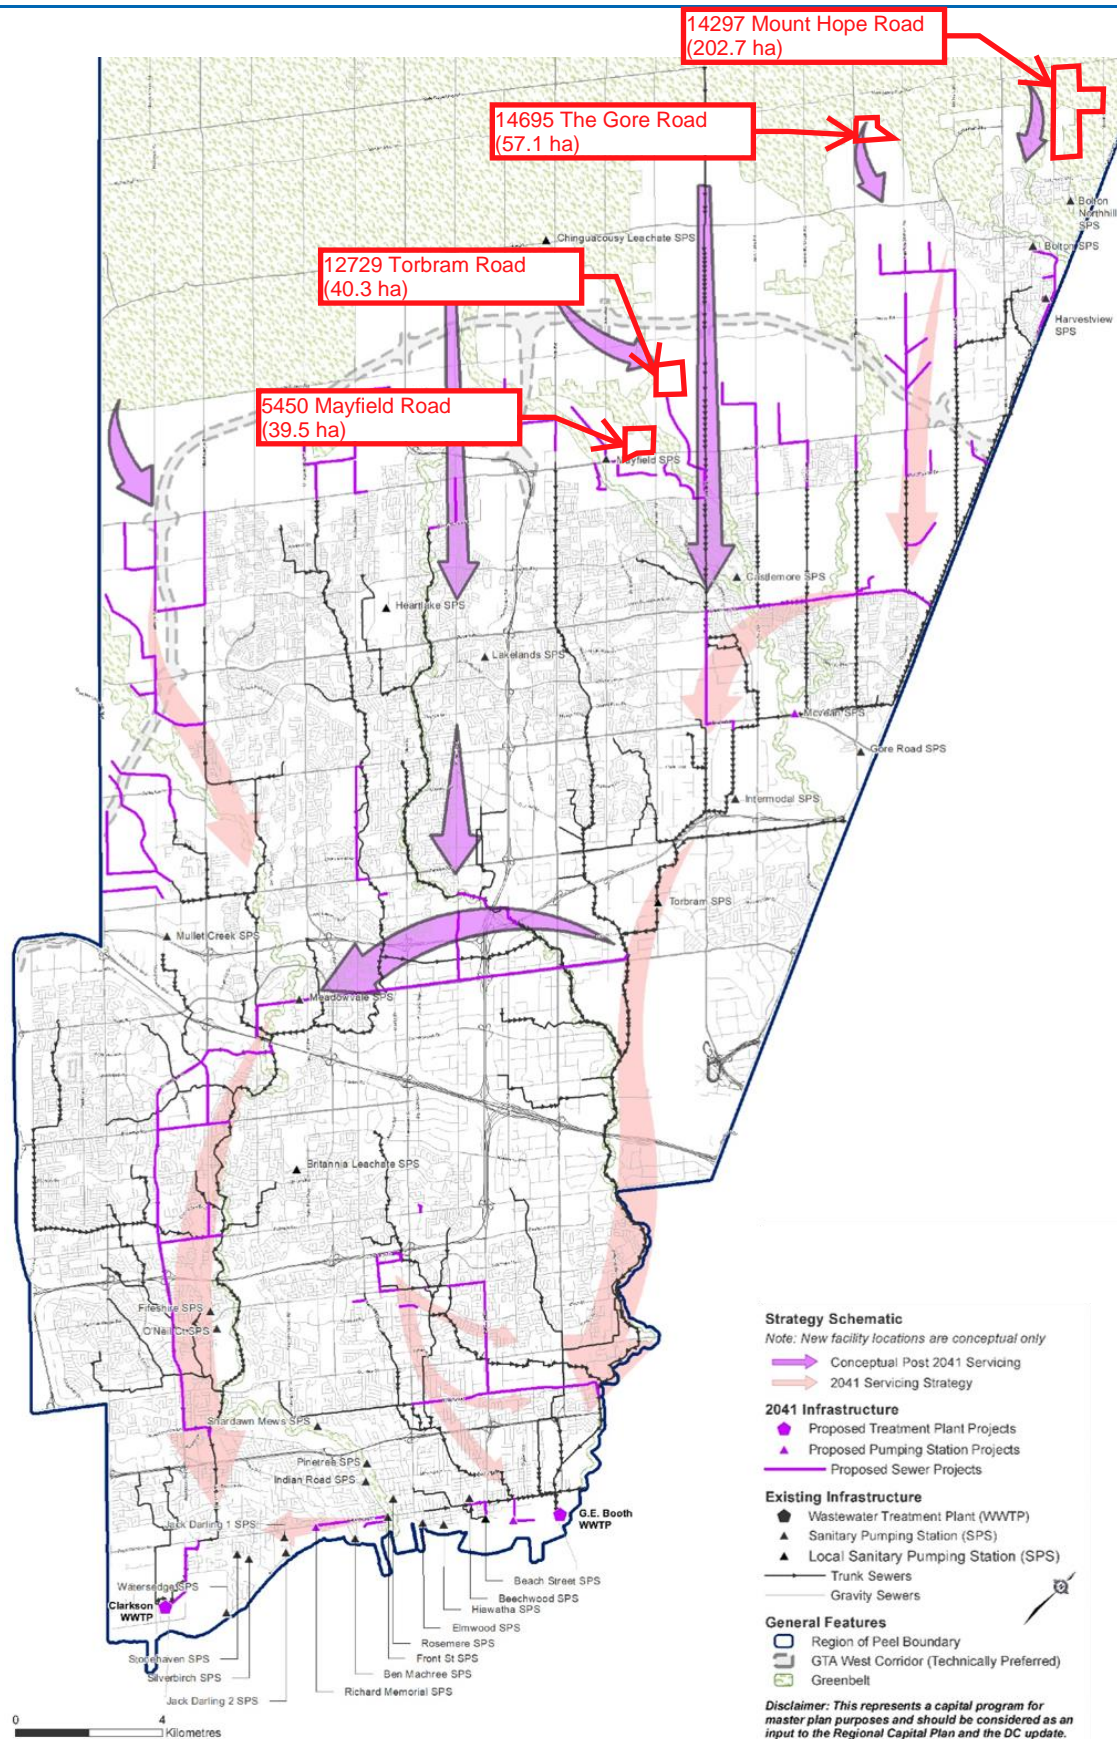 14297 Mount Hope Road
(202.7 ha)
14695 The Gore Road
(57.1 ha)
12729 Torbram Road
(40.3 ha)
5450 Mayfield Road
(39.5 ha)
Bolton
Northhill
SPS
Chinguacousy Leachate SPS
Bolton SPS
Harvestview
SPS
Mayfield SPS
Castlemore SPS
Heartlake SPS
Lakelands SPS
Mcvean SPS
Gore Road SPS
Intermodal SPS
Torbram SPS
Mullet Creek SPS
Meadowvale SPS
Britannia Leachate SPS
Fifeshire SPS
O'Neil Ct SPS
Shardawn Mews SPS
Pinetree SPS
Indian Road SPS
Jack Darling 1 SPS
G.E. Booth
WWTP
Watersedge SPS
Clarkson
WWTP
Beach Street SPS
Beechwood SPS
Hiawatha SPS
Elmwood SPS
Rosemere SPS
Front St SPS
Ben Machree SPS
Richard Memorial SPS
Stonehaven SPS
Silverbirch SPS
Jack Darling 2 SPS
0 4
Kilometres
Strategy Schematic
Note: New facility locations are conceptual only
Conceptual Post 2041 Servicing
2041 Servicing Strategy
2041 Infrastructure
Proposed Treatment Plant Projects
Proposed Pumping Station Projects
Proposed Sewer Projects
Existing Infrastructure
Wastewater Treatment Plant (WWTP)
Sanitary Pumping Station (SPS)
Local Sanitary Pumping Station (SPS)
Trunk Sewers
Gravity Sewers
General Features
Region of Peel Boundary
GTA West Corridor (Technically Preferred)
Greenbelt
Disclaimer: This represents a capital program for
master plan purposes and should be considered as an
input to the Regional Capital Plan and the DC update.